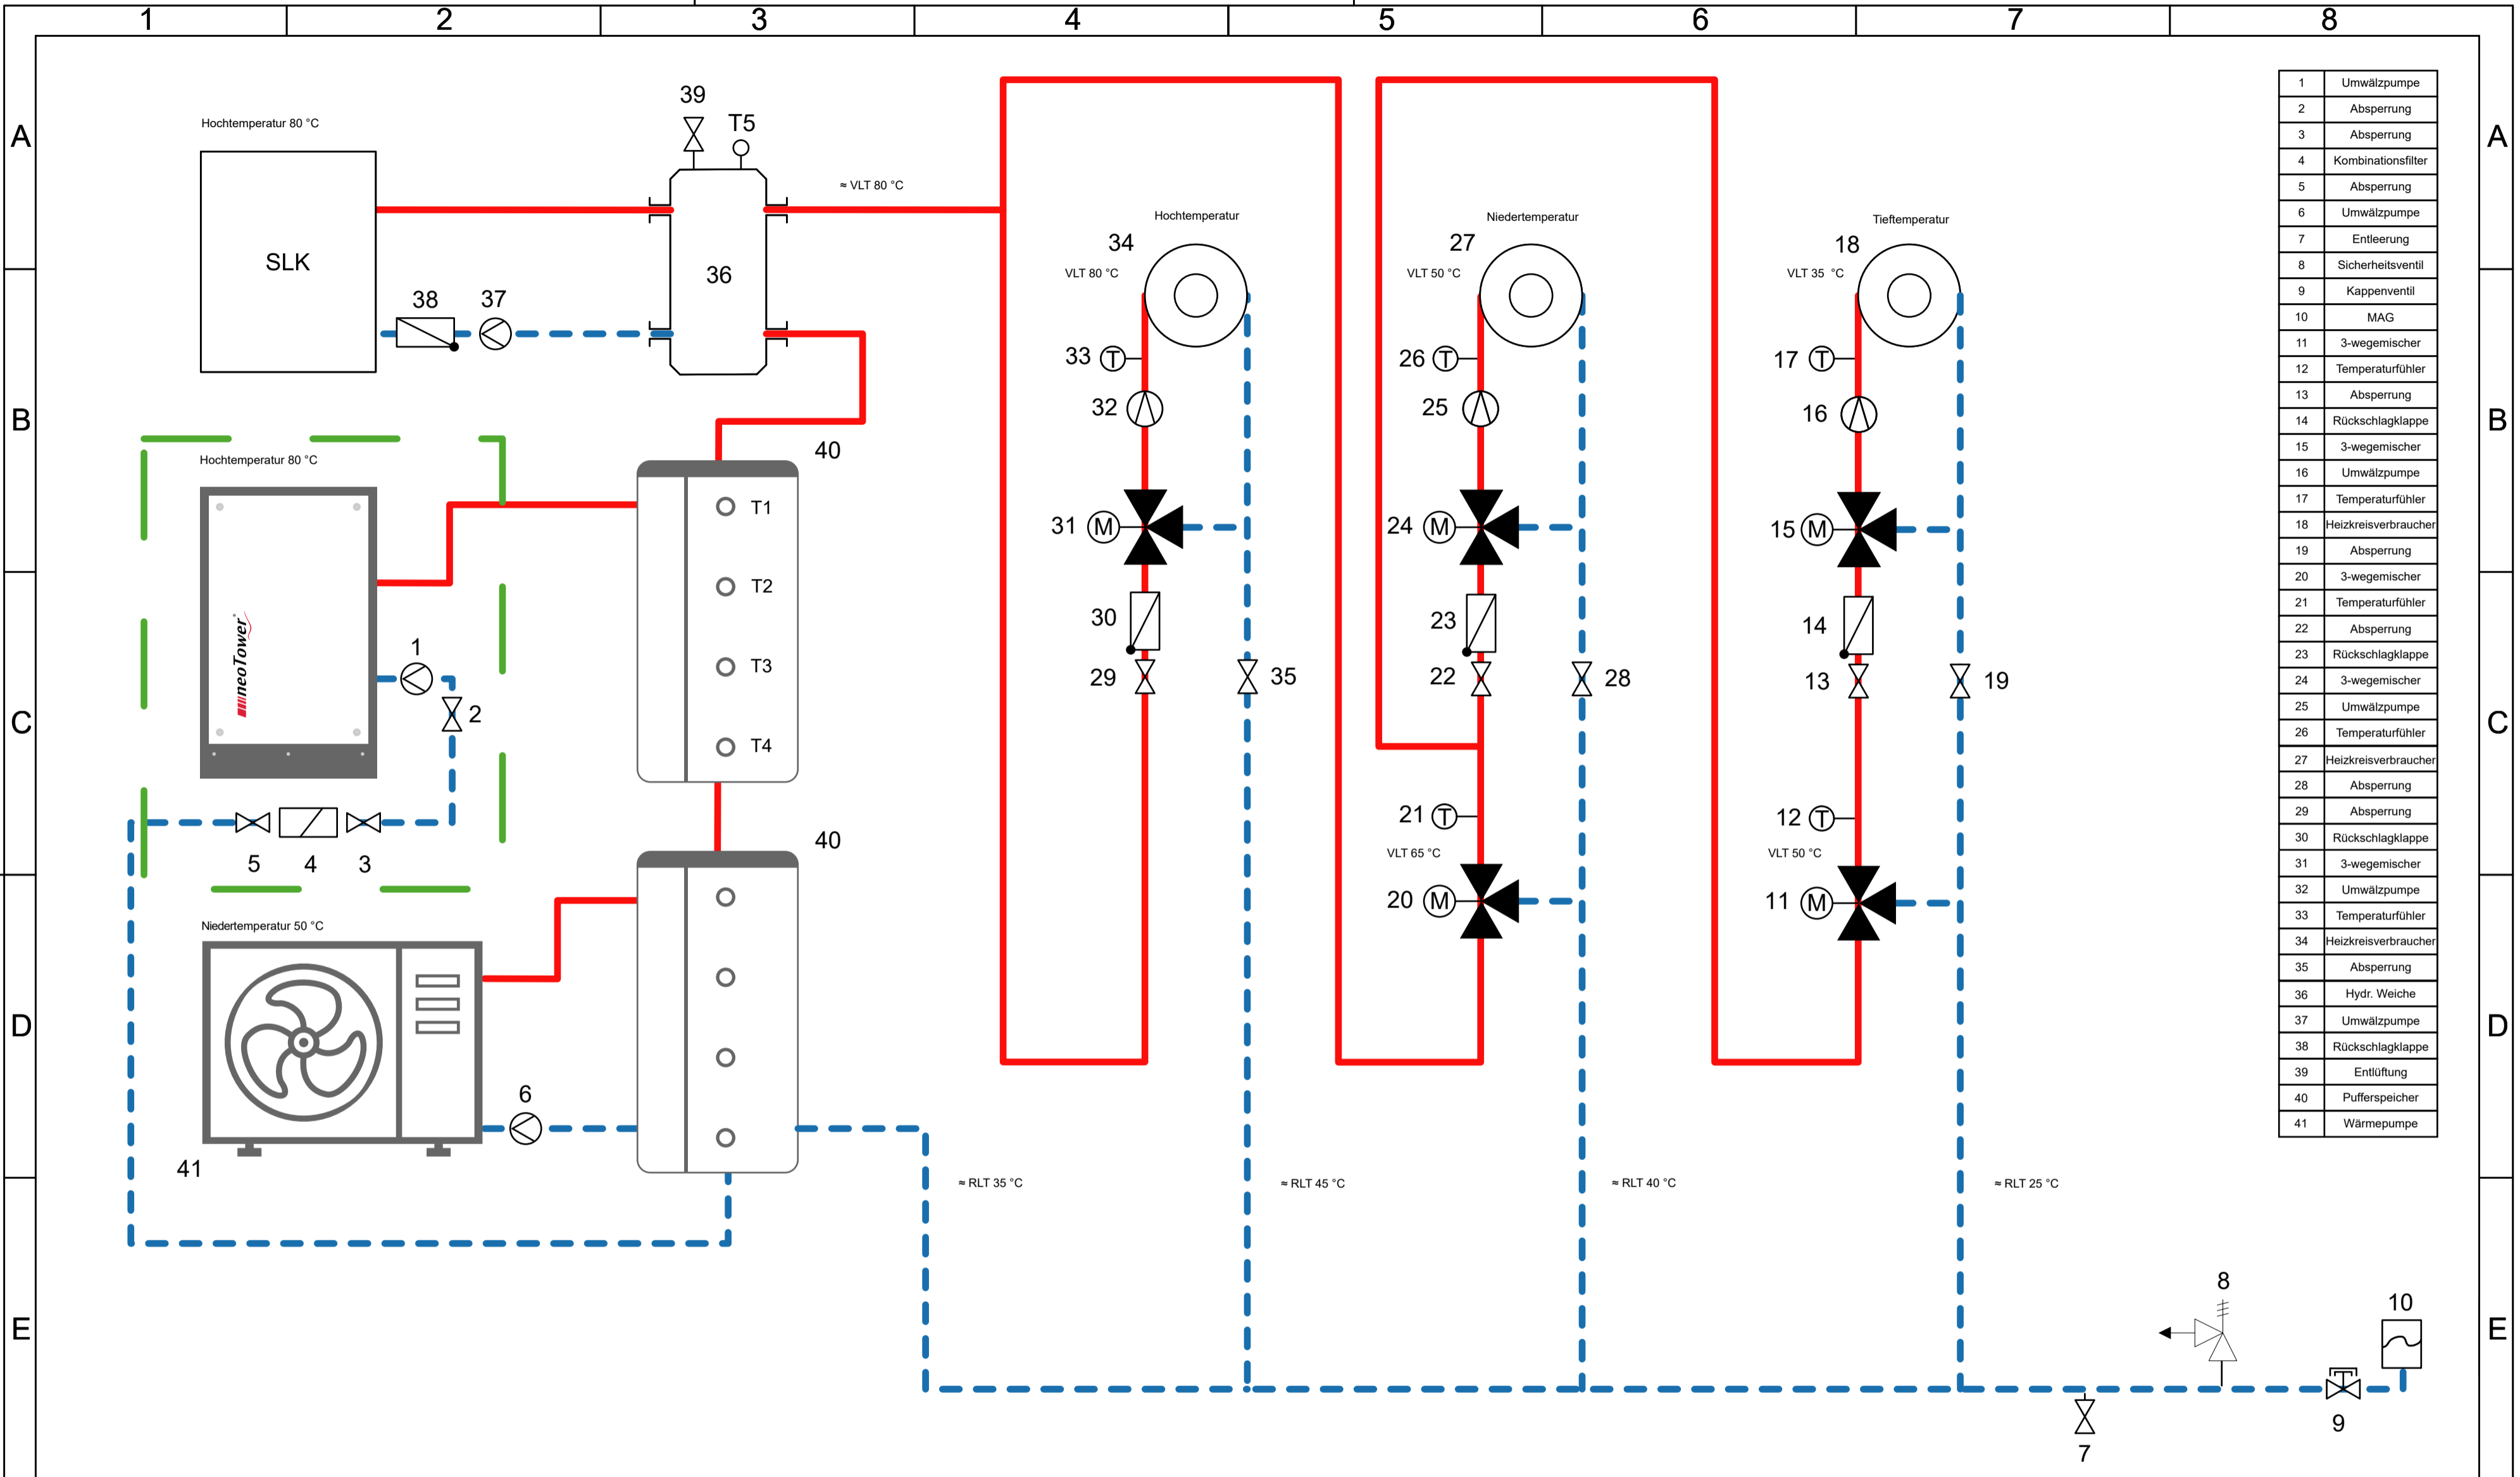 1 2 3 4 5 6 7 8
A A
B B
C C
D D
E E
Hochtemperatur 80 °C
SLK
38 37
39
T5
36
≈ VLT 80 °C
Hochtemperatur 80 °C
neoTower®
1
2
5 4 3
40
T1
T2
T3
T4
40
Niedertemperatur 50 °C
6
41
Hochtemperatur
34
VLT 80 °C
33 T
32
31 M
30
29
35
Niedertemperatur
27
VLT 50 °C
26 T
25
24 M
23
22
28
21 T
VLT 65 °C
20 M
Tieftemperatur
18
VLT 35 °C
17 T
16
15 M
14
13
19
12 T
VLT 50 °C
11 M
≈ RLT 35 °C
≈ RLT 45 °C
≈ RLT 40 °C
≈ RLT 25 °C
8
10
9
7
1 Umwälzpumpe
2 Absperrung
3 Absperrung
4 Kombinationsfilter
5 Absperrung
6 Umwälzpumpe
7 Entleerung
8 Sicherheitsventil
9 Kappenventil
10 MAG
11 3-wegemischer
12 Temperaturfühler
13 Absperrung
14 Rückschlagklappe
15 3-wegemischer
16 Umwälzpumpe
17 Temperaturfühler
18 Heizkreisverbraucher
19 Absperrung
20 3-wegemischer
21 Temperaturfühler
22 Absperrung
23 Rückschlagklappe
24 3-wegemischer
25 Umwälzpumpe
26 Temperaturfühler
27 Heizkreisverbraucher
28 Absperrung
29 Absperrung
30 Rückschlagklappe
31 3-wegemischer
32 Umwälzpumpe
33 Temperaturfühler
34 Heizkreisverbraucher
35 Absperrung
36 Hydr. Weiche
37 Umwälzpumpe
38 Rückschlagklappe
39 Entlüftung
40 Pufferspeicher
41 Wärmepumpe